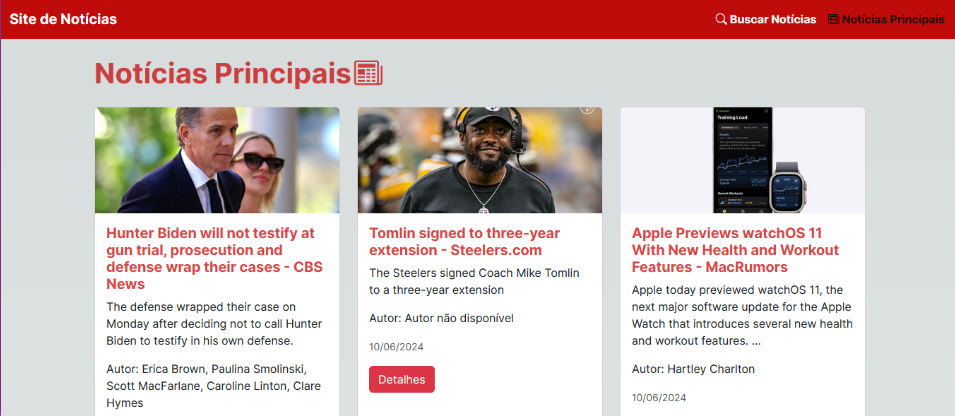 Site de Notícias
Buscar Notícias
Notícias Principais
Notícias Principais
Hunter Biden will not testify at
gun trial, prosecution and
defense wrap their cases - CBS
News
The defense wrapped their case on
Monday after deciding not to call Hunter
Biden to testify in his own defense.
Autor: Erica Brown, Paulina Smolinski,
Scott MacFarlane, Caroline Linton, Clare
Hymes
Tomlin signed to three-year
extension - Steelers.com
The Steelers signed Coach Mike Tomlin
to a three-year extension
Autor: Autor não disponível
10/06/2024
Detalhes
Training Load
Apple Previews watchOS 11
With New Health and Workout
Features - MacRumors
Apple today previewed watchOS 11, the
next major software update for the Apple
Watch that introduces several new health
and workout features. ...
Autor: Hartley Charlton
10/06/2024